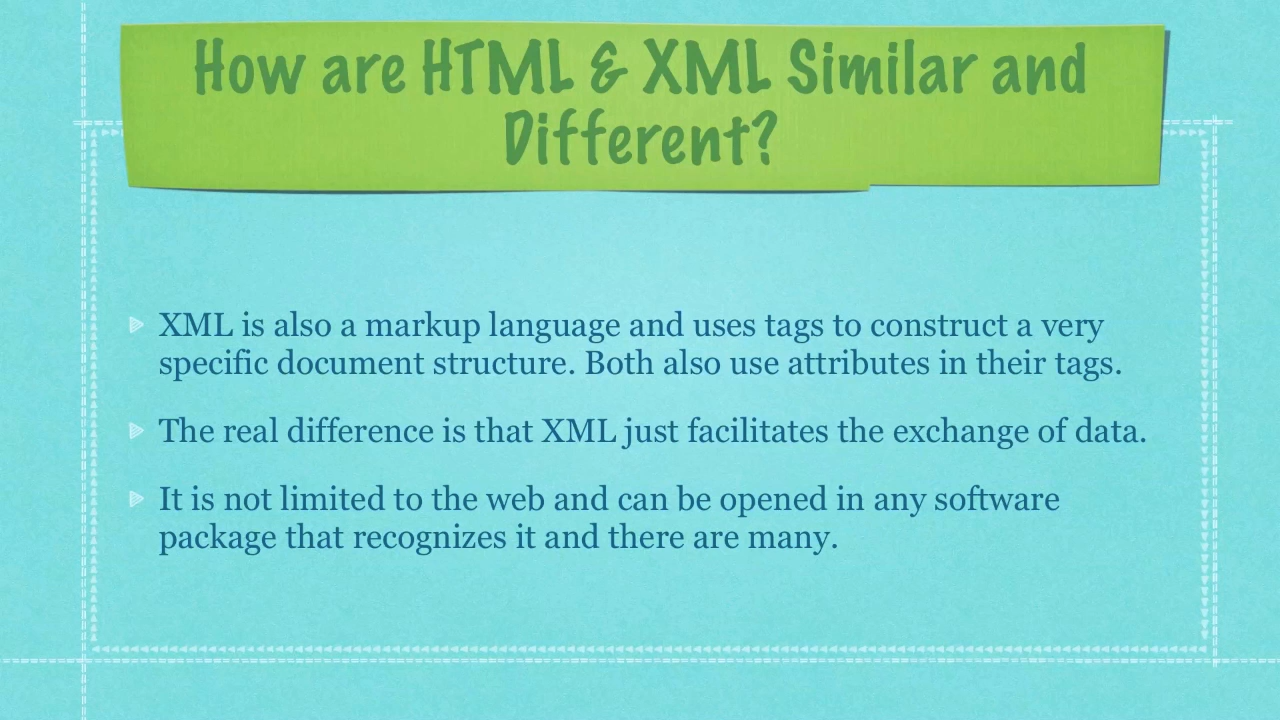 How are HTML & XML Similar and
Different?
XML is also a markup language and uses tags to construct a very
specific document structure. Both also use attributes in their tags.
The real difference is that XML just facilitates the exchange of data.
It is not limited to the web and can be opened in any software
package that recognizes it and there are many.